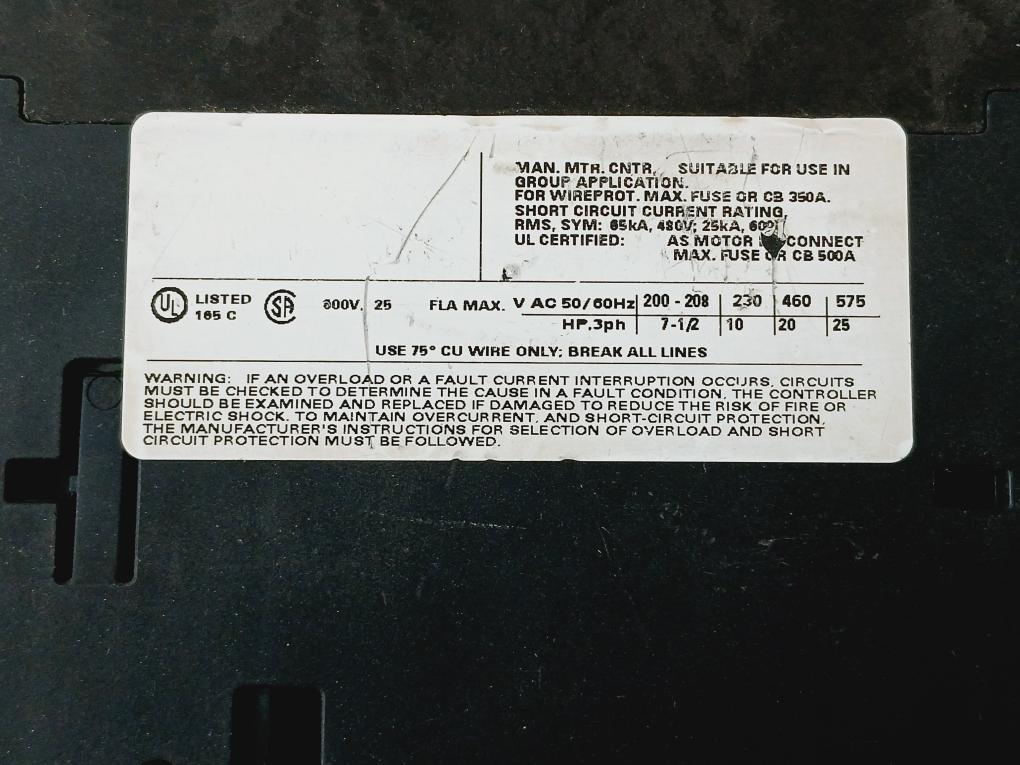 MAN. MTR. CNTR, SUITABLE FOR USE IN
GROUP APPLICATION.
FOR WIREPROT. MAX. FUSE OR CB 350A.
SHORT CIRCUIT CURRENT RATING,
RMS, SYM: 65kA, 480V; 25kA,
UL CERTIFIED: AS MOTOR
MAX. FUSE OR CB 500A
UL LISTED 165 C SA 600V, 25 FLA MAX.
V AC 50/60Hz 200 - 208 230 460 575
HP,3ph 7-1/2 10 20 25
USE 75° CU WIRE ONLY; BREAK ALL LINES
WARNING: IF AN OVERLOAD OR A FAULT CURRENT INTERRUPTION OCCURS, CIRCUITS
MUST BE CHECKED TO DETERMINE THE CAUSE IN A FAULT CONDITION, THE CONTROLLER
SHOULD BE EXAMINED AND REPLACED IF DAMAGED TO REDUCE THE RISK OF FIRE OR
ELECTRIC SHOCK. TO MAINTAIN OVERCURRENT, AND SHORT-CIRCUIT PROTECTION,
THE MANUFACTURER'S INSTRUCTIONS FOR SELECTION OF OVERLOAD AND SHORT
CIRCUIT PROTECTION MUST BE FOLLOWED.